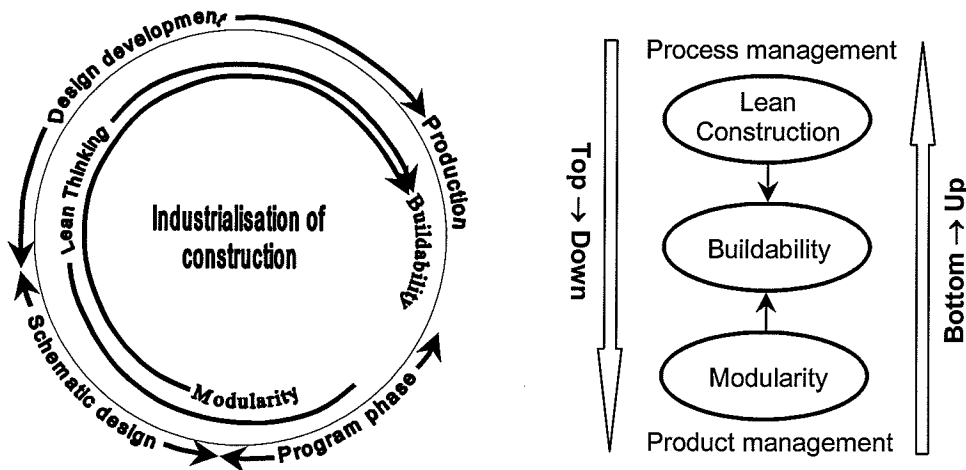 Design development
Production
Lean Thinking
Buildability
Industrialisation of
construction
Modularity
Schematic design
Program phase
Top → Down
Process management
Lean
Construction
Buildability
Modularity
Product management
Bottom → Up